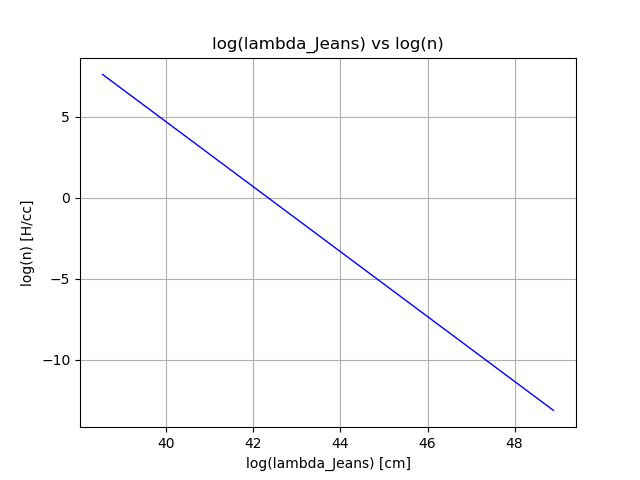 log(lambda_Jeans) vs log(n)
log(n) [H/cc]
5
0
−5
−10
40 42 44 46 48
log(lambda_Jeans) [cm]